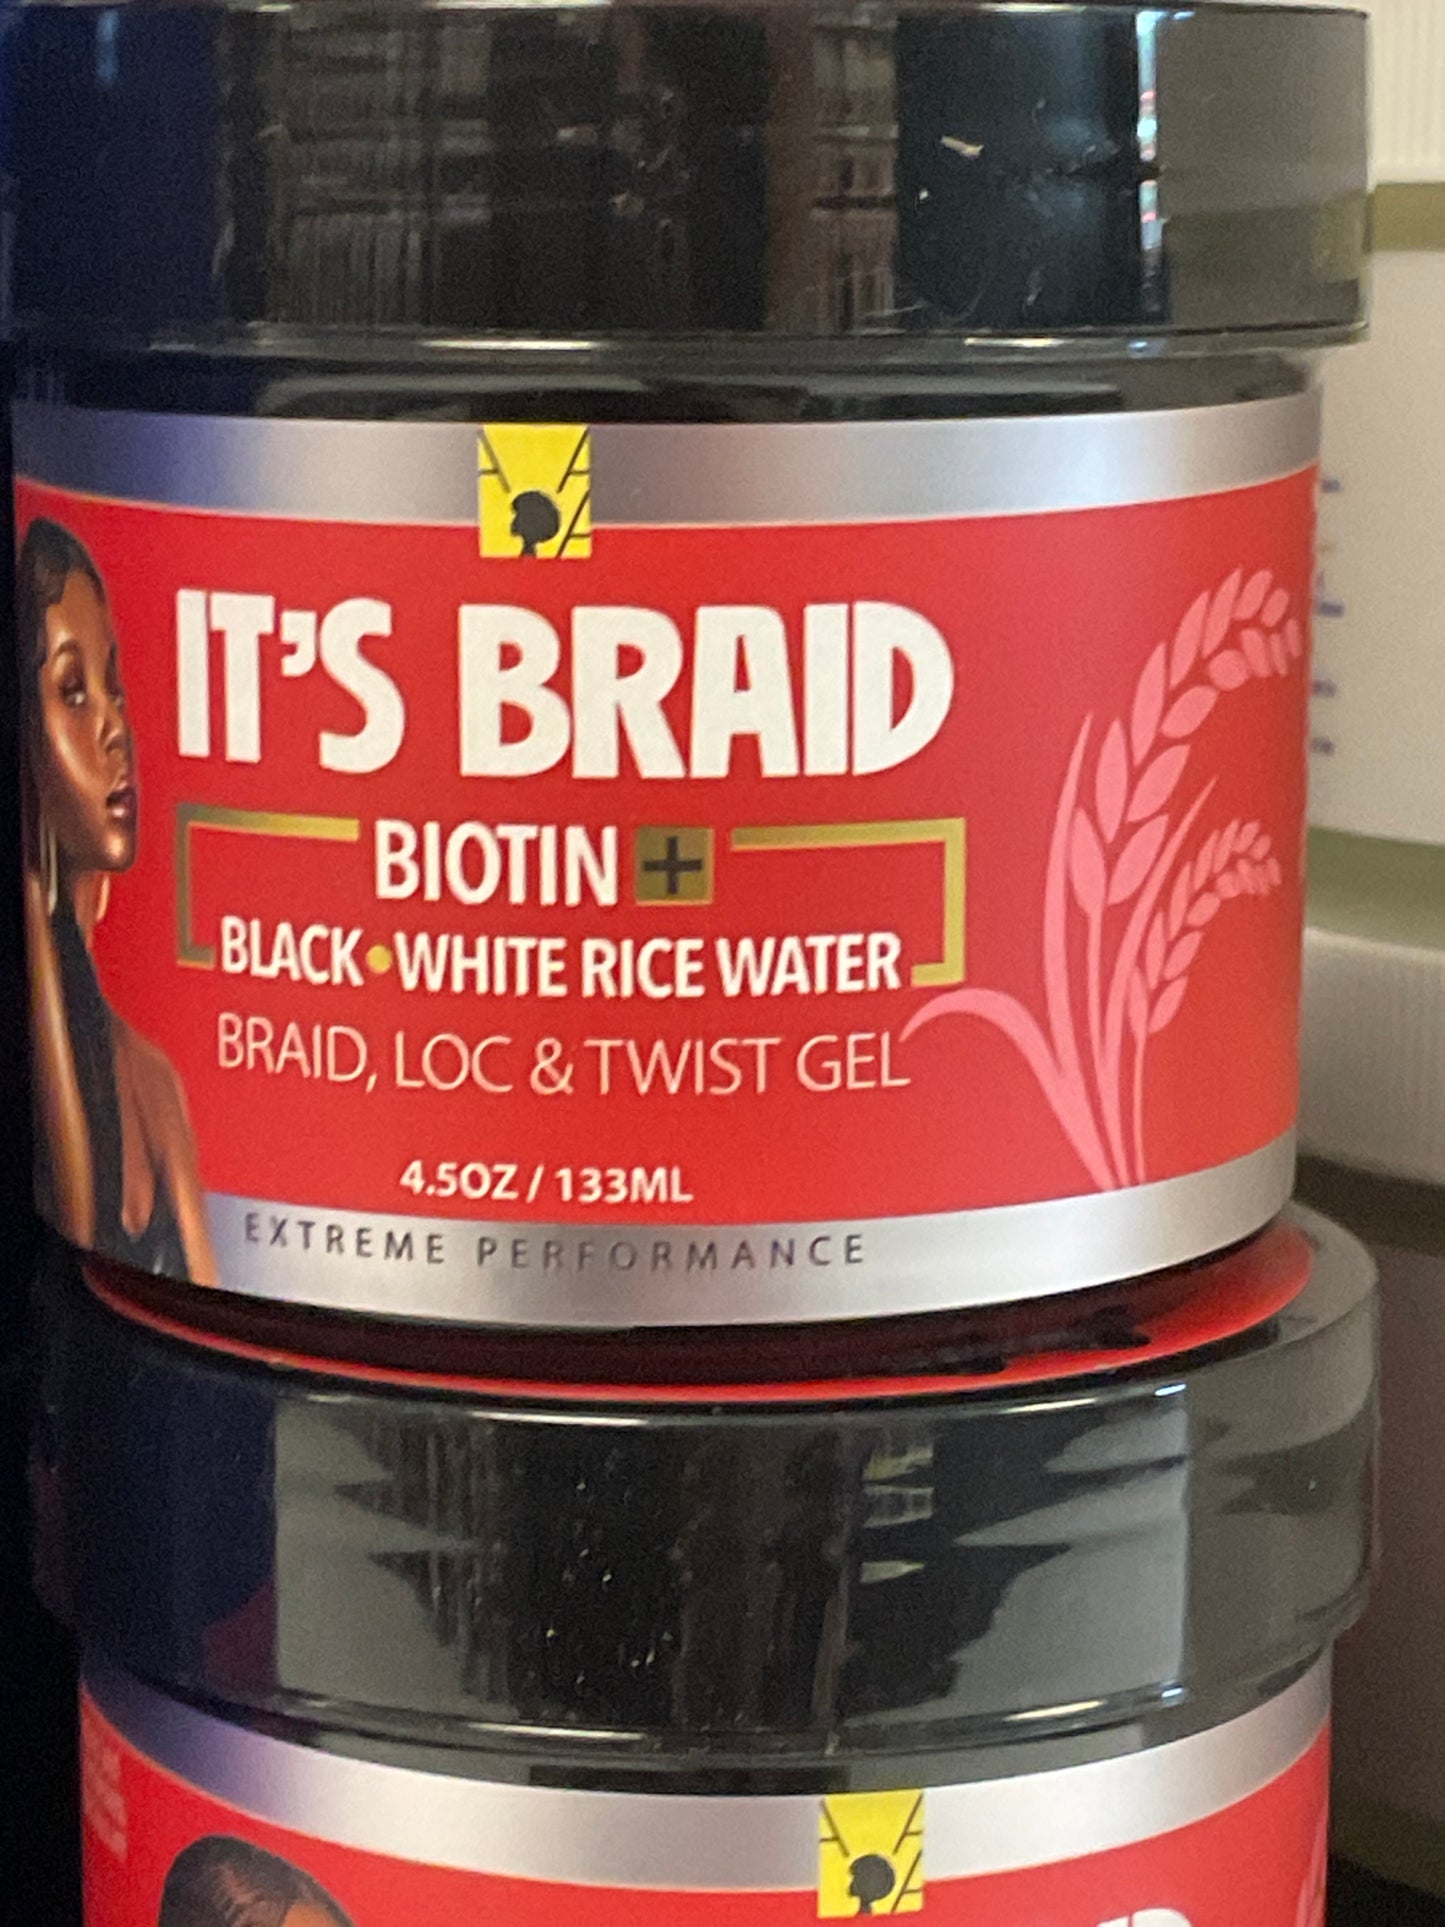 IT'S BRAID
BIOTIN +
BLACK•WHITE RICE WATER
BRAID, LOC & TWIST GEL
4.5OZ / 133ML
EXTREME PERFORMANCE